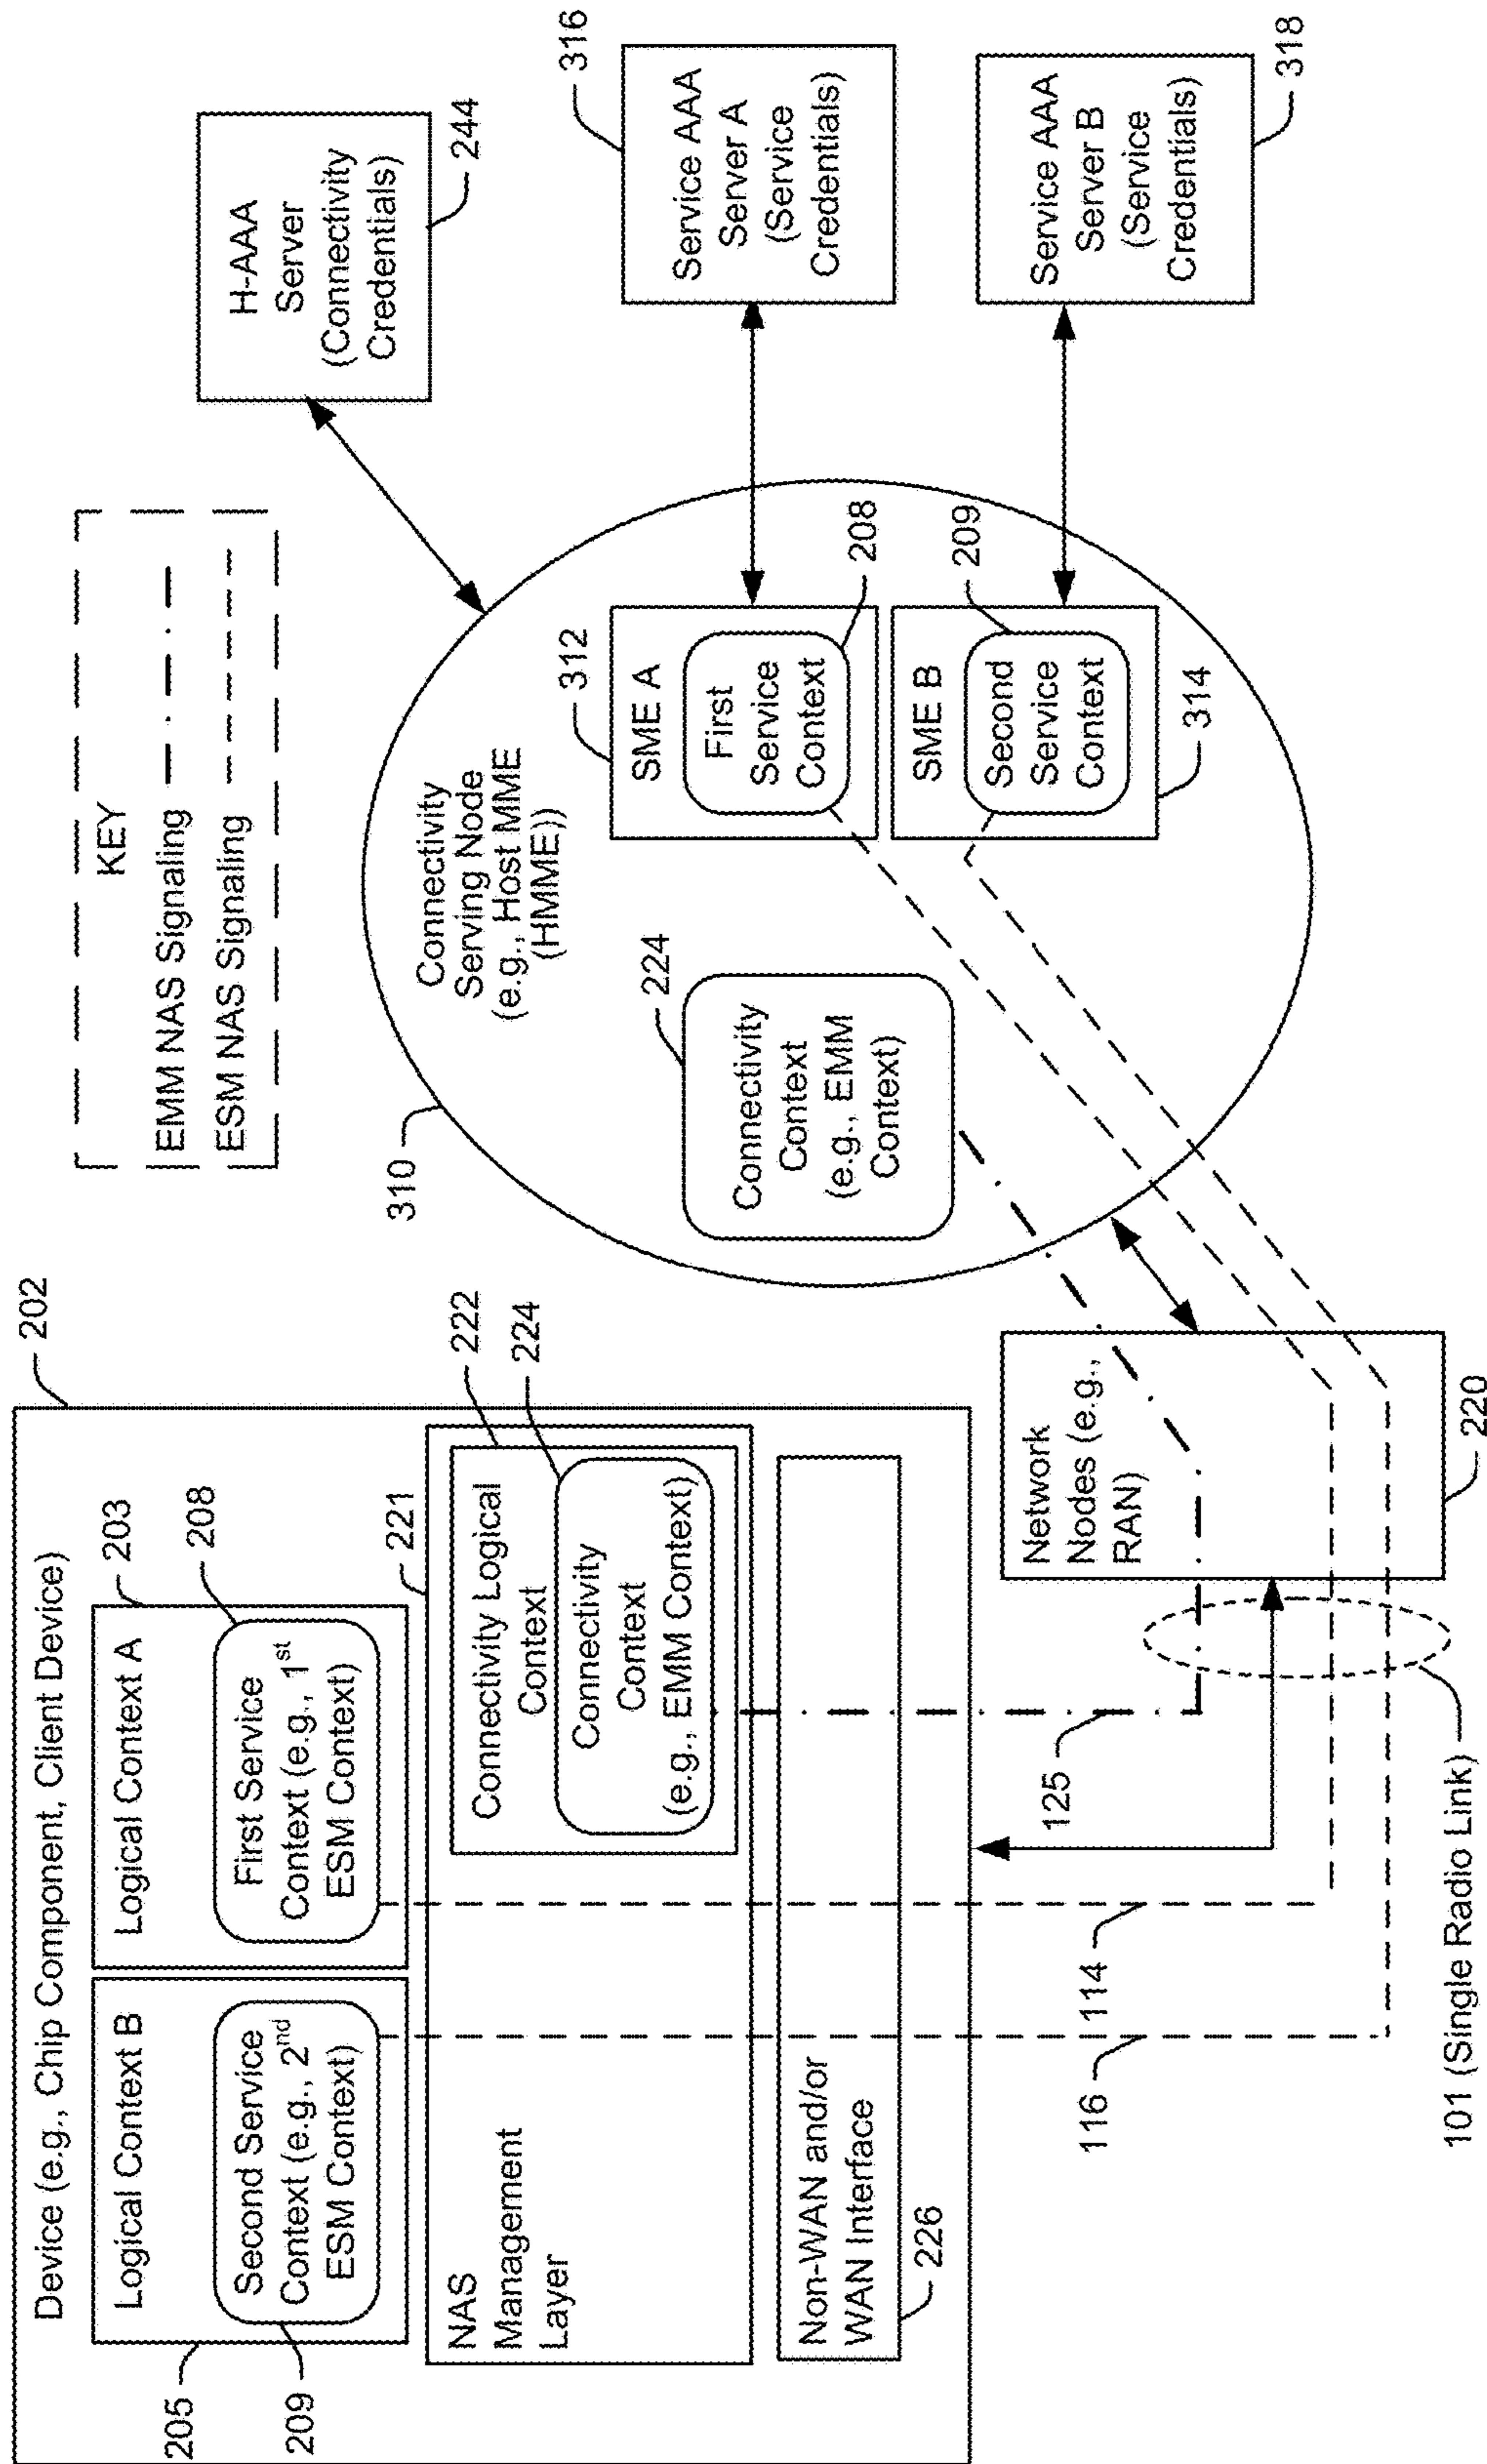 Device (e.g., Chip Component, Client Device)
202
205
Logical Context B
Second Service
Context (e.g., 2nd
ESM Context)
209
Logical Context A
203
First Service
Context (e.g., 1st
ESM Context)
208
NAS
Management
Layer
221
222
Connectivity Logical
Context
224
Connectivity
Context
(e.g., EMM Context)
Non-WAN and/or
WAN Interface
226
116
114
125
101 (Single Radio Link)
Network
Nodes (e.g.,
RAN)
220
KEY
EMM NAS Signaling
ESM NAS Signaling
310
Connectivity
Serving Node
(e.g., Host MME
(HMME))
224
Connectivity
Context
(e.g., EMM
Context)
312
SME A
First
Service
Context
208
SME B
Second
Service
Context
209
314
H-AAA
Server
(Connectivity
Credentials)
244
316
Service AAA
Server A
(Service
Credentials)
Service AAA
Server B
(Service
Credentials)
318